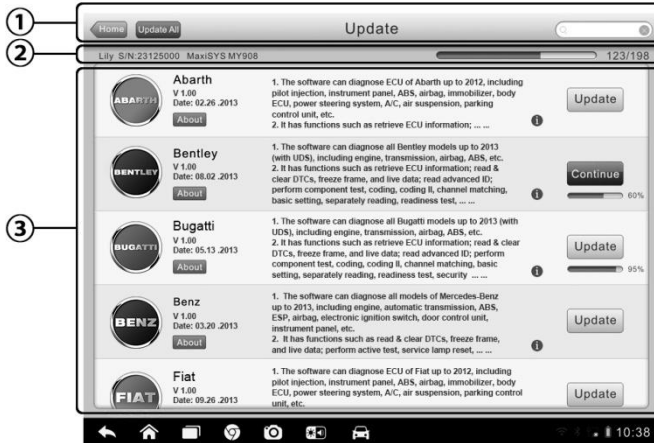 ① Home Update All Update
② Lily S/N:23125000 MaxiSYS MY908 123/198
③
ABARTH
Abarth
V 1.00
Date: 02.26 .2013
About
1. The software can diagnose ECU of Abarth up to 2012, including
pilot injection, instrument panel, ABS, airbag, immobilizer, body
ECU, power steering system, A/C, air suspension, parking
control unit, etc.
2. It has functions such as retrieve ECU information; ... ...
i
Update
BENTLEY
Bentley
V 1.00
Date: 08.02 .2013
About
1. The software can diagnose all Bentley models up to 2013
(with UDS), including engine, transmission, airbag, ABS, etc.
2. It has functions such as retrieve ECU information; read &
clear DTCs, freeze frame, and live data; read advanced ID;
perform component test, coding, coding II, channel matching,
basic setting, separately reading, readiness test, ... ...
i
Continue
60%
BUGATTI
Bugatti
V 1.00
Date: 05.13 .2013
About
1. The software can diagnose all Bugatti models up to 2013 (with
UDS), including engine, transmission, airbag, ABS, etc.
2. It has functions such as retrieve ECU information; read & clear
DTCs, freeze frame, and live data; read advanced ID; perform
component test, coding, coding II, channel matching, basic
setting, separately reading, readiness test, security ... ...
i
Update
95%
BENZ
Benz
V 1.00
Date: 03.20 .2013
About
1. The software can diagnose all models of Mercedes-Benz
up to 2013, including engine, automatic transmission, ABS,
ESP, airbag, electronic ignition switch, door control unit,
instrument panel, etc.
2. It has functions such as read & clear DTCs, freeze frame,
and live data; perform active test, service lamp reset, ... ...
i
Update
FIAT
Fiat
V 1.00
Date: 09.26 .2013
1. The software can diagnose ECU of Fiat up to 2012, including
pilot injection, instrument panel, ABS, airbag, immobilizer, body
ECU, power steering system, A/C, air suspension, parking control
unit, etc.
Update
10:38